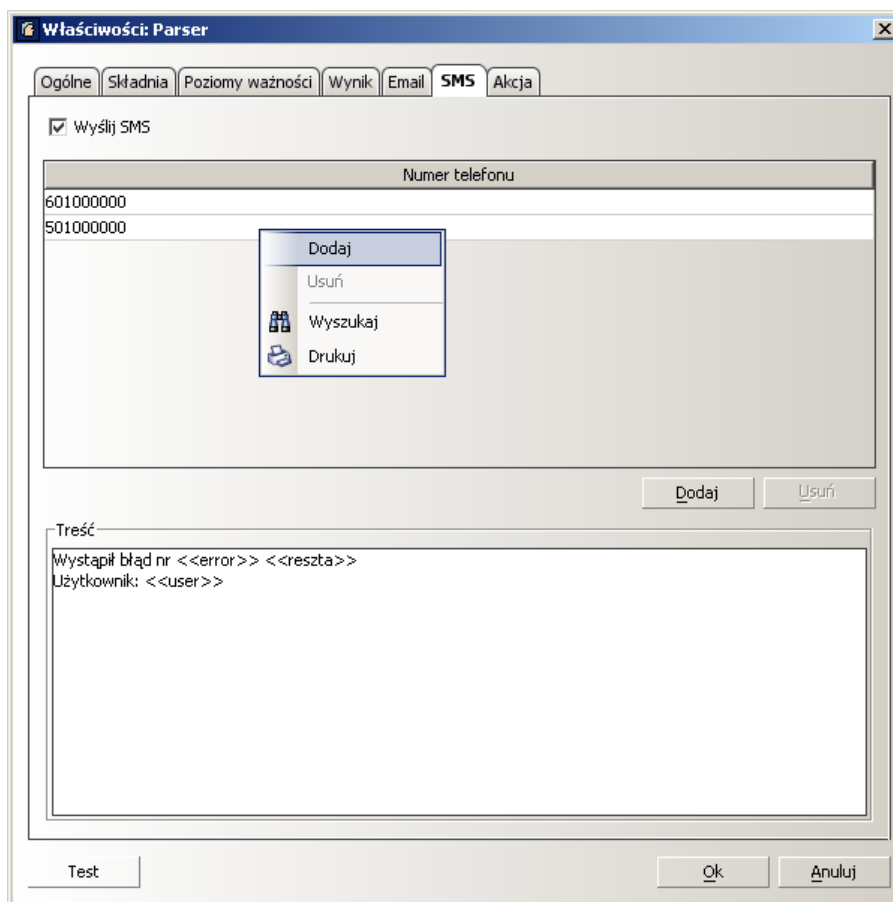 Właściwości: Parser
Ogólne Składnia Poziomy ważności Wynik Email SMS Akcja
Wyślij SMS
Numer telefonu
601000000
501000000
Dodaj
Usuń
Wyszukaj
Drukuj
Dodaj Usuń
Treść
Wystąpił błąd nr <<error>> <<reszta>>
Użytkownik: <<user>>
Test Ok Anuluj